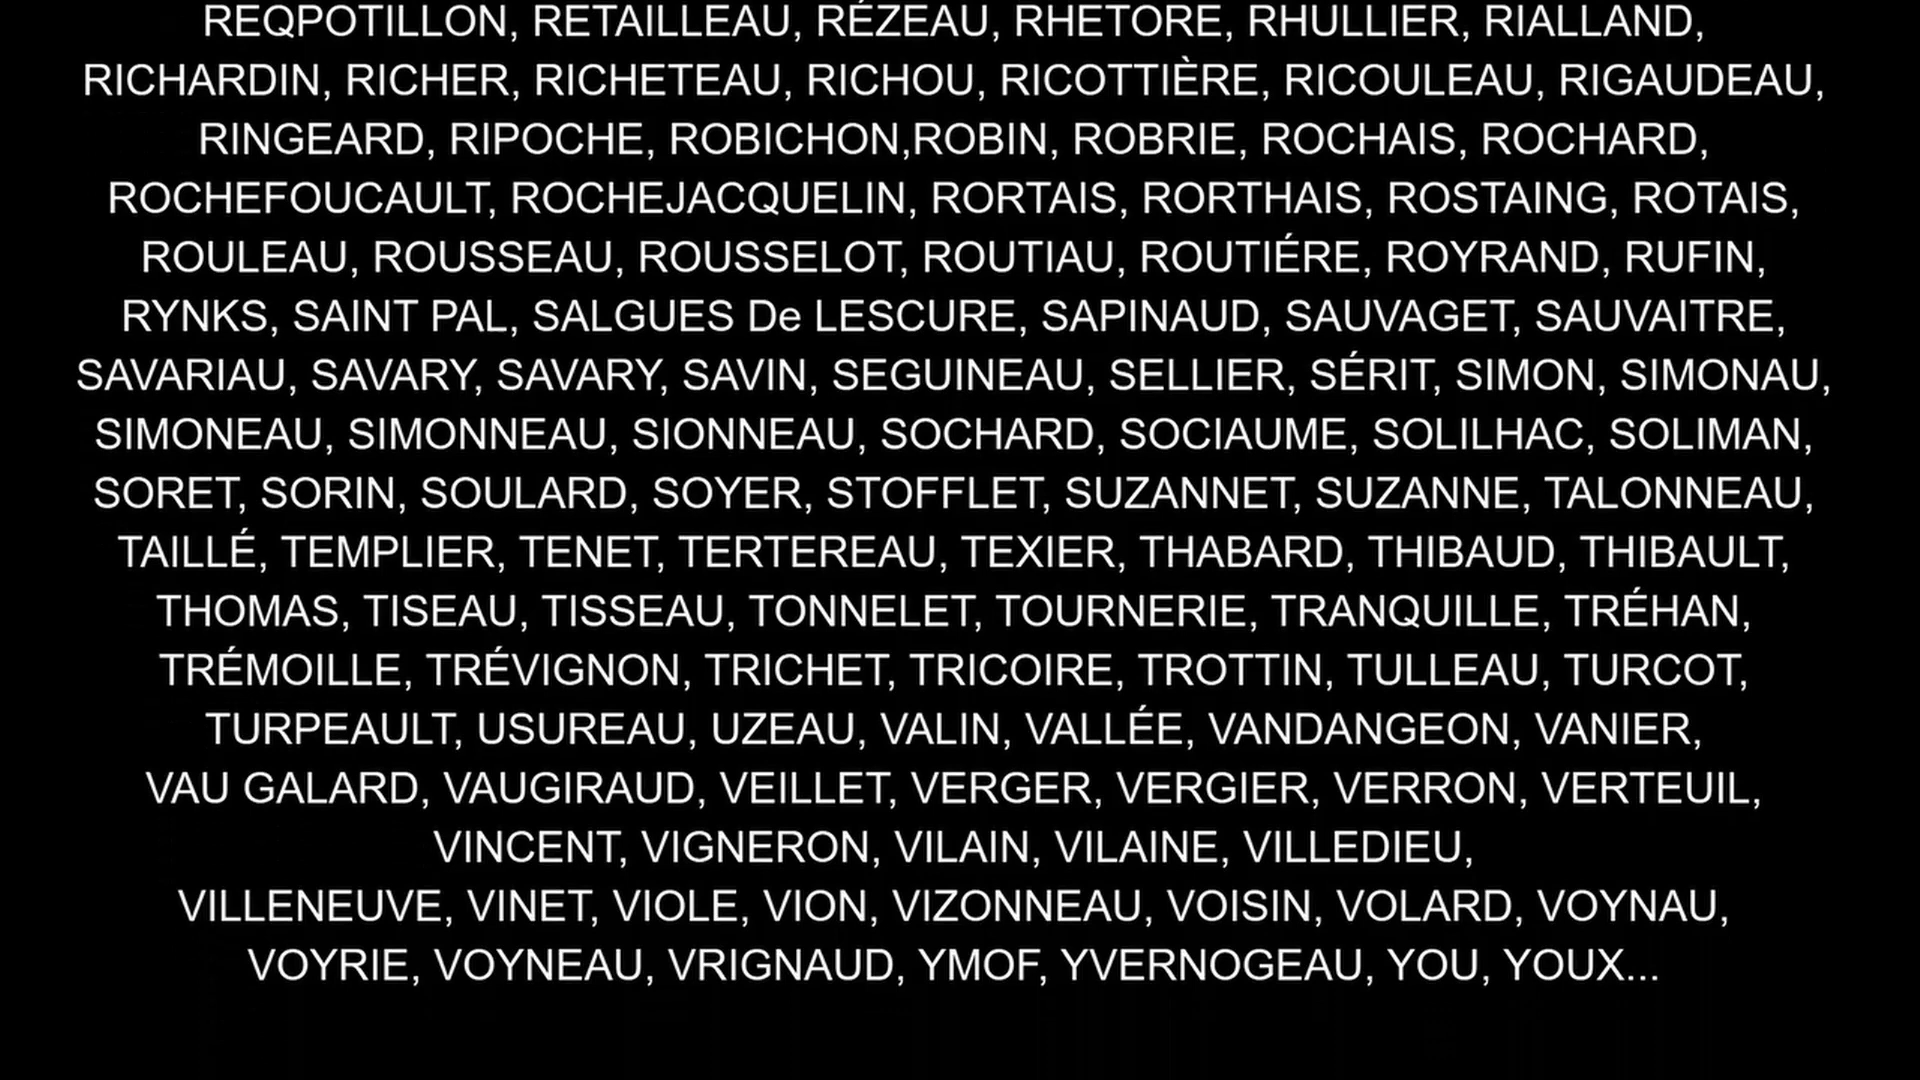 REQPOTILLON, RETAILLEAU, RÉZEAU, RHETORE, RHULLIER, RIALLAND,
RICHARDIN, RICHER, RICHETEAU, RICHOU, RICOTTIÈRE, RICOULEAU, RIGAUDEAU,
RINGEARD, RIPOCHE, ROBICHON,ROBIN, ROBRIE, ROCHAIS, ROCHARD,
ROCHEFOUCAULT, ROCHEJACQUELIN, RORTAIS, RORTHAIS, ROSTAING, ROTAIS,
ROULEAU, ROUSSEAU, ROUSSELOT, ROUTIAU, ROUTIÉRE, ROYRAND, RUFIN,
RYNKS, SAINT PAL, SALGUES De LESCURE, SAPINAUD, SAUVAGET, SAUVAITRE,
SAVARIAU, SAVARY, SAVARY, SAVIN, SEGUINEAU, SELLIER, SÉRIT, SIMON, SIMONAU,
SIMONEAU, SIMONNEAU, SIONNEAU, SOCHARD, SOCIAUME, SOLILHAC, SOLIMAN,
SORET, SORIN, SOULARD, SOYER, STOFFLET, SUZANNET, SUZANNE, TALONNEAU,
TAILLÉ, TEMPLIER, TENET, TERTEREAU, TEXIER, THABARD, THIBAUD, THIBAULT,
THOMAS, TISEAU, TISSEAU, TONNELET, TOURNERIE, TRANQUILLE, TRÉHAN,
TRÉMOILLE, TRÉVIGNON, TRICHET, TRICOIRE, TROTTIN, TULLEAU, TURCOT,
TURPEAULT, USUREAU, UZEAU, VALIN, VALLÉE, VANDANGEON, VANIER,
VAU GALARD, VAUGIRAUD, VEILLET, VERGER, VERGIER, VERRON, VERTEUIL,
VINCENT, VIGNERON, VILAIN, VILAINE, VILLEDIEU,
VILLENEUVE, VINET, VIOLE, VION, VIZONNEAU, VOISIN, VOLARD, VOYNAU,
VOYRIE, VOYNEAU, VRIGNAUD, YMOF, YVERNOGEAU, YOU, YOUX...